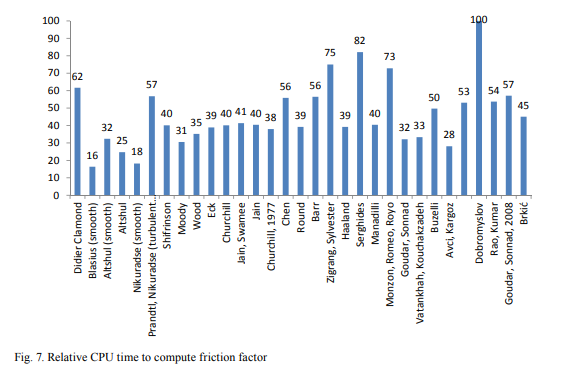 100
90
80
70
60
50
40
30
20
10
0
62
16
32
25
18
57
40
31
35
39
40
41
40
38
56
39
56
75
39
82
40
73
32
33
50
28
53
100
54
57
45
Didier Clamond
Blasius (smooth)
Altshul (smooth)
Altshul
Nikuradse (smooth)
Prandtl, Nikuradse (turbulent...
Shifrinson
Moody
Wood
Eck
Churchill
Jain, Swamee
Jain
Churchill, 1977
Chen
Round
Barr
Zigrang, Sylvester
Haaland
Serghides
Manadilli
Monzon, Romeo, Royo
Goudar, Sonnad
Vatankhah, Kouchakzadeh
Buzell
Avci, Kargoz
Dobromyslov
Rao, Kumar
Goudar, Sonnad, 2008
Brkić
Fig. 7. Relative CPU time to compute friction factor